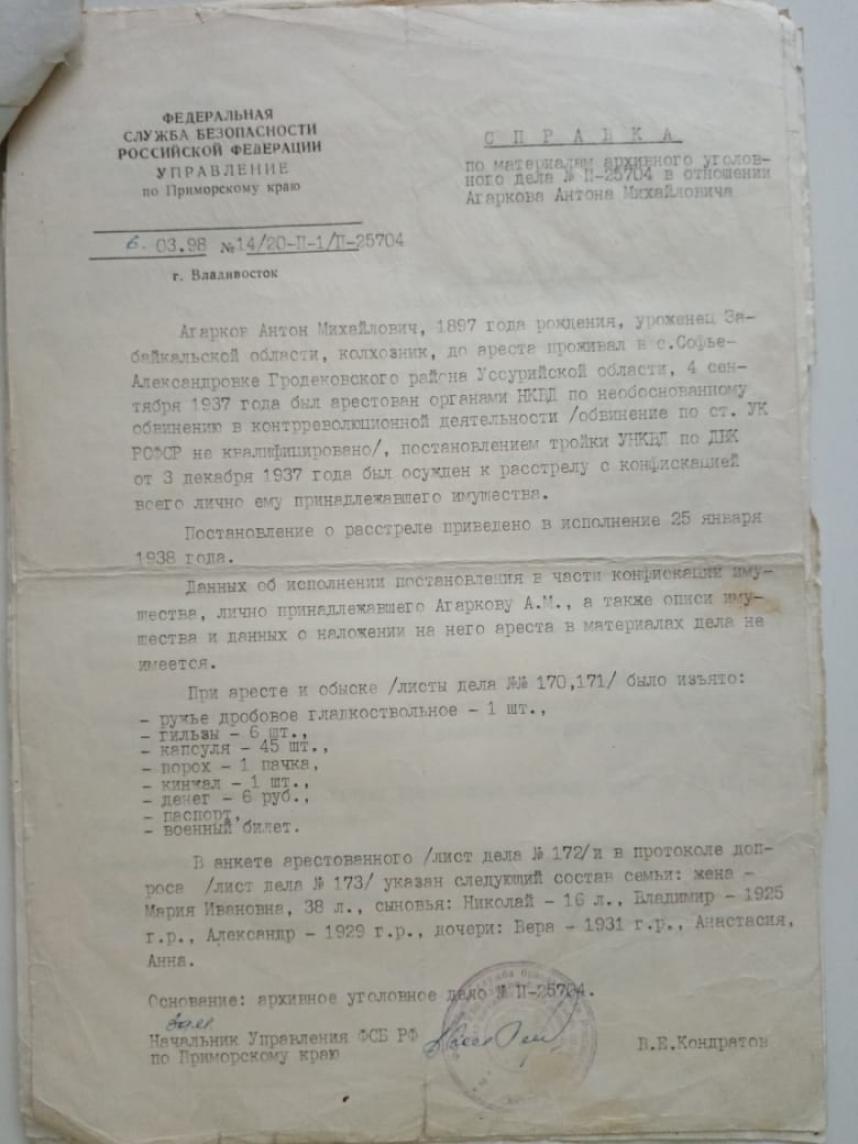 ФЕДЕРАЛЬНАЯ
СЛУЖБА БЕЗОПАСНОСТИ
РОССИЙСКОЙ ФЕДЕРАЦИИ
УПРАВЛЕНИЕ
по Приморскому краю
6. 03.98 №14/20-П-1/П-25704
г. Владивосток
СПРАВКА
по материалам архивного уголов-
ного дела № П-25704 в отношении
Агаркова Антона Михайловича
Агарков Антон Михайлович, 1897 года рождения, уроженец За-
байкальской области, колхозник, до ареста проживал в с.Софье-
Александровке Гродековского района Уссурийской области, 4 сен-
тября 1937 года был арестован органами НКВД по необоснованному
обвинению в контрреволюционной деятельности /обвинение по ст. УК
РСФСР не квалифицировано/, постановлением тройки УНКВД по ДВК
от 3 декабря 1937 года был осужден к расстрелу с конфискацией
всего лично ему принадлежавшего имущества.
Постановление о расстреле приведено в исполнение 25 января
1938 года.
Данных об исполнении постановления в части конфискации иму-
щества, лично принадлежавшего Агаркову А.М., а также описи иму-
щества и данных о наложении на него ареста в материалах дела не
имеется.
При аресте и обыске /листы дела №№ 170,171/ было изъято:
- ружье дробовое гладкоствольное - 1 шт.,
- гильзы - 6 шт.,
- капсуля - 45 шт.,
- порох - 1 пачка,
- кинжал - 1 шт.,
- денег - 6 руб.,
- паспорт,
- военный билет.
В анкете арестованного /лист дела № 172/и в протоколе доп-
роса /лист дела № 173/ указан следующий состав семьи: жена -
Мария Ивановна, 38 л., сыновья: Николай - 16 л., Владимир - 1925
г.р., Александр - 1929 г.р., дочери: Вера - 1931 г.р., Анастасия,
Анна.
Основание: архивное уголовное дело № П-25704.
Зам.
Начальник Управления ФСБ РФ
по Приморскому краю
В.Е.Кондратов